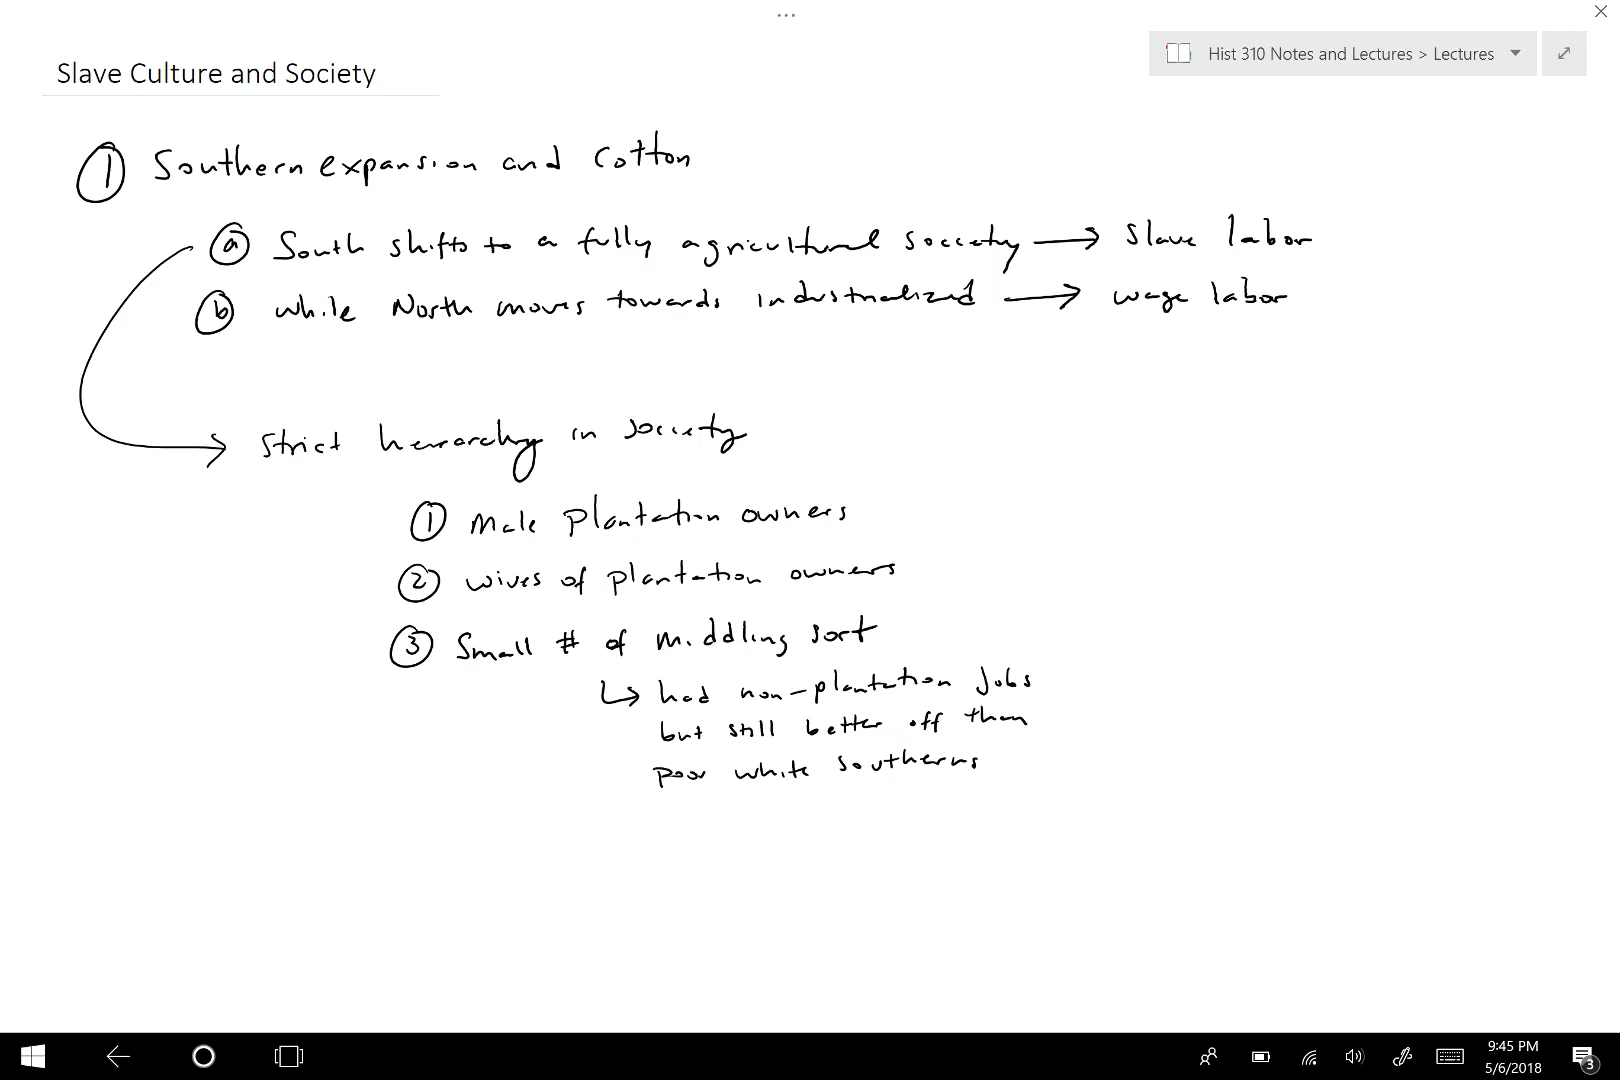 ...
Slave Culture and Society
Hist 310 Notes and Lectures > Lectures
① Southern expansion and cotton
ⓐ South shifts to a fully agricultural society → slave labor
ⓑ while North moves towards industrialized → wage labor
→ strict heirarchy in society
① Male plantation owners
② wives of plantation owners
③ Small # of middling sort
↳ had non-plantation jobs
but still better off than
poor white southerns
9:45 PM
5/6/2018
3